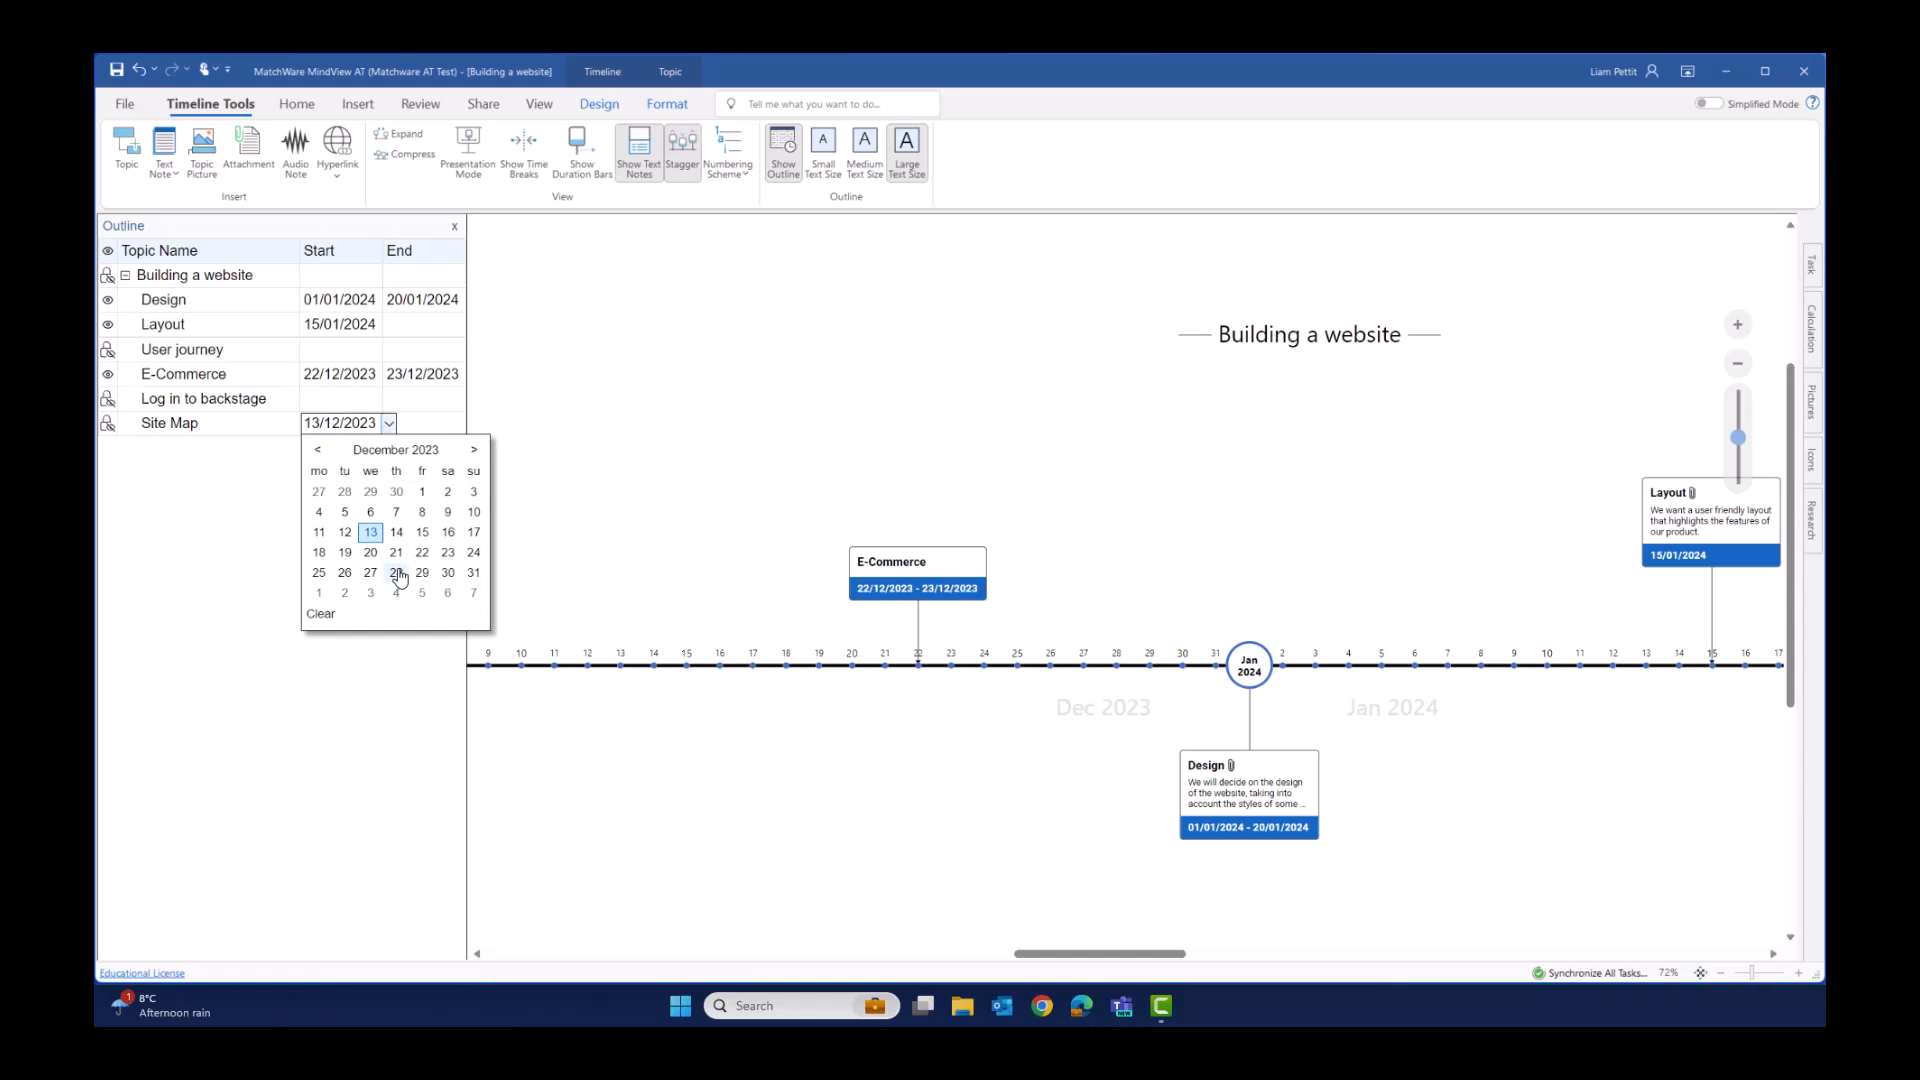 MatchWare MindView AT (Matchware AT Test) - [Building a website]
Timeline
Topic
Liam Pettit
File
Timeline Tools
Home
Insert
Review
Share
View
Design
Format
Tell me what you want to do...
Simplified Mode
?
Topic
Text Note
Topic Picture
Attachment
Audio Note
Hyperlink
Insert
Expand
Compress
Presentation Mode
Show Time Breaks
Show Duration Bars
Show Text Notes
Stagger
Numbering Scheme
View
Show Outline
A
Small Text Size
A
Medium Text Size
A
Large Text Size
Outline
Outline
x
Topic Name Start End
Building a website
Design 01/01/2024 20/01/2024
Layout 15/01/2024
User journey
E-Commerce 22/12/2023 23/12/2023
Log in to backstage
Site Map 13/12/2023
< December 2023 >
mo tu we th fr sa su
27 28 29 30 1 2 3
4 5 6 7 8 9 10
11 12 13 14 15 16 17
18 19 20 21 22 23 24
25 26 27 28 29 30 31
1 2 3 4 5 6 7
Clear
Building a website
Layout
We want a user friendly layout
that highlights the features of
our product.
15/01/2024
E-Commerce
22/12/2023 - 23/12/2023
9 10 11 12 13 14 15 16 17 18 19 20 21 22 23 24 25 26 27 28 29 30 31 Jan 2024 2 3 4 5 6 7 8 9 10 11 12 13 14 15 16 17
Dec 2023
Jan 2024
Design
We will decide on the design
of the website, taking into
account the styles of some ...
01/01/2024 - 20/01/2024
Task
Calculation
Pictures
Icons
Research
Educational License
Synchronize All Tasks...
72%
1
8°C
Afternoon rain
Search
NEW